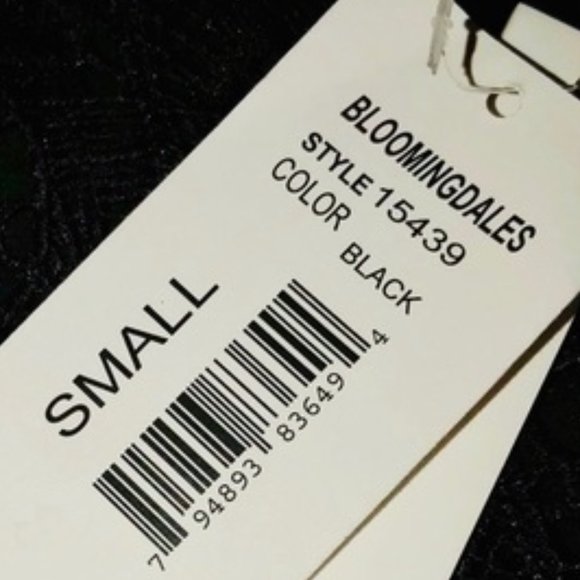 BLOOMINGDALES
STYLE 15439
COLOR
BLACK
SMALL
7 94893 83649 4